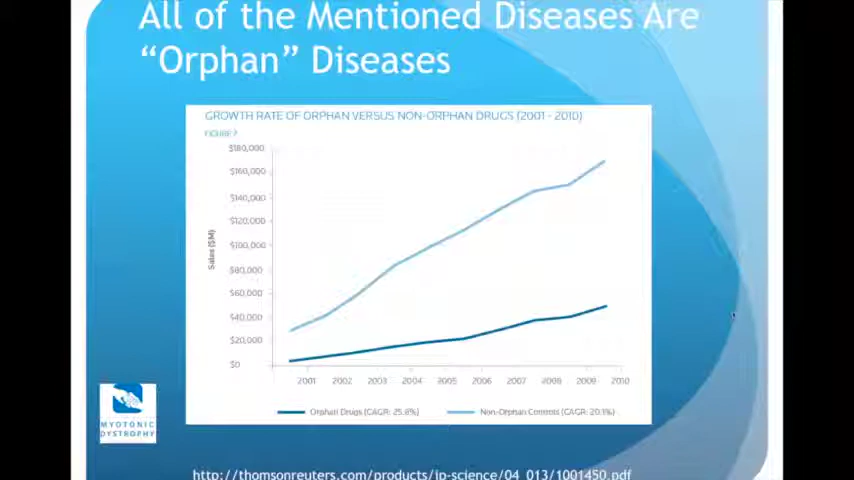 All of the Mentioned Diseases Are
“Orphan” Diseases
GROWTH RATE OF ORPHAN VERSUS NON-ORPHAN DRUGS (2001 - 2010)
FIGURE 7
$180,000
$160,000
$140,000
$120,000
$100,000
$80,000
$60,000
$40,000
$20,000
$0
Sales ($M)
2001 2002 2003 2004 2005 2006 2007 2008 2009 2010
Orphan Drugs (CAGR: 25.8%) Non-Orphan Controls (CAGR: 20.1%)
MYOTONIC
DYSTROPHY
http://thomsonreuters.com/products/ip-science/04_013/1001450.pdf